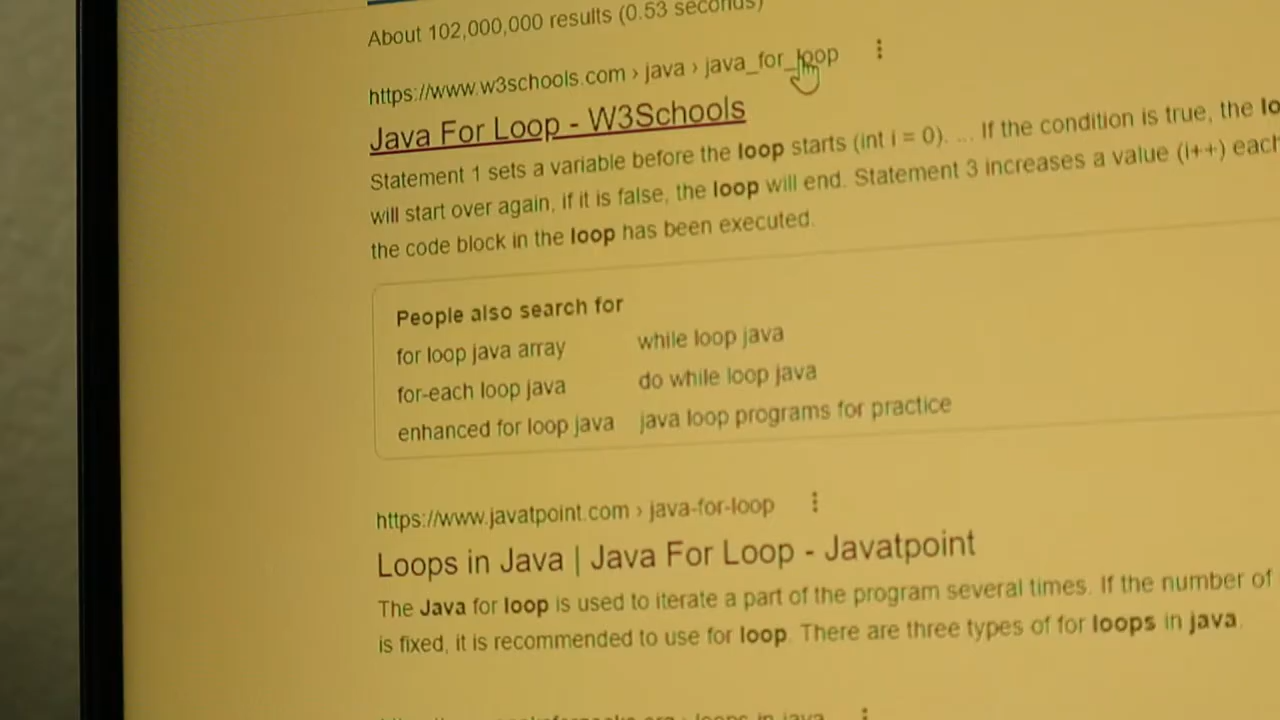 About 102,000,000 results (0.53 seconds)
https://www.w3schools.com › java › java_for_loop
Java For Loop - W3Schools
Statement 1 sets a variable before the loop starts (int i = 0). ... If the condition is true, the lo
will start over again, if it is false, the loop will end. Statement 3 increases a value (i++) each
the code block in the loop has been executed.
People also search for
for loop java array
while loop java
for-each loop java
do while loop java
enhanced for loop java
java loop programs for practice
https://www.javatpoint.com › java-for-loop
Loops in Java | Java For Loop - Javatpoint
The Java for loop is used to iterate a part of the program several times. If the number of
is fixed, it is recommended to use for loop. There are three types of for loops in java.
loops in java